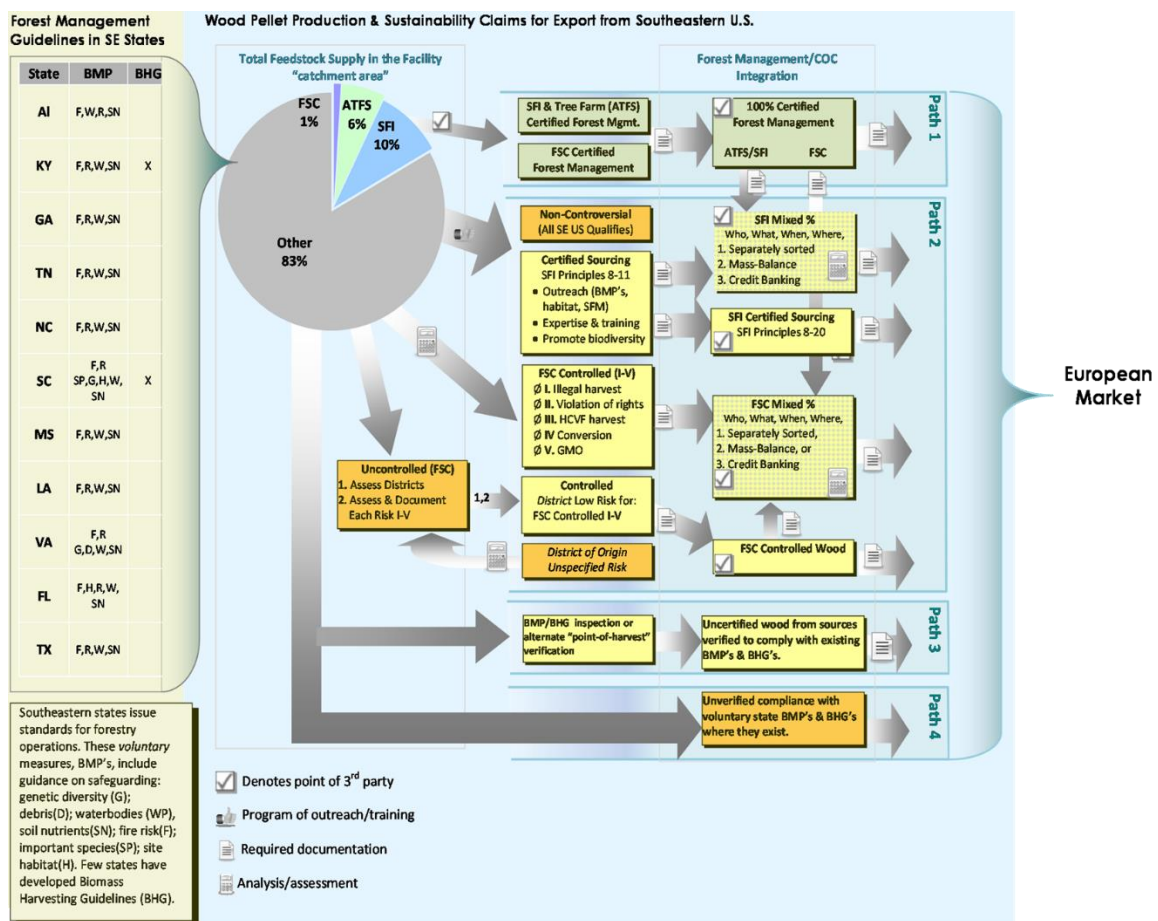 Forest Management
Guidelines in SE States
State BMP BHG
Al F,W,R,SN
KY F,R,W,SN X
GA F,R,W,SN
TN F,R,W,SN
NC F,R,W,SN
SC F,R SP,G,H,W, SN X
MS F,R,W,SN
LA F,R,W,SN
VA F,R G,D,W,SN
FL F,H,R,W, SN
TX F,R,W,SN
Southeastern states issue
standards for forestry
operations. These voluntary
measures, BMP's, include
guidance on safeguarding:
genetic diversity (G);
debris(D); waterbodies (WP),
soil nutrients(SN); fire risk(F);
important species(SP); site
habitat(H). Few states have
developed Biomass
Harvesting Guidelines (BHG).
Wood Pellet Production & Sustainability Claims for Export from Southeastern U.S.
Total Feedstock Supply in the Facility
"catchment area"
FSC
1%
ATFS
6%
SFI
10%
Other
83%
Forest Management/COC
Integration
SFI & Tree Farm (ATFS)
Certified Forest Mgmt.
FSC Certified
Forest Management
100% Certified
Forest Management
ATFS/SFI FSC
Path 1
Non-Controversial
(All SE US Qualifies)
Certified Sourcing
SFI Principles 8-11
▪ Outreach (BMP's,
habitat, SFM)
▪ Expertise & training
▪ Promote biodiversity
SFI Mixed %
Who, What, When, Where,
1. Separately sorted
2. Mass-Balance
3. Credit Banking
SFI Certified Sourcing
SFI Principles 8-20
Path 2
FSC Controlled (I-V)
Ø I. Illegal harvest
Ø II. Violation of rights
Ø III. HCVF harvest
Ø IV Conversion
Ø V. GMO
FSC Mixed %
Who, What, When, Where,
1. Separately Sorted,
2. Mass-Balance, or
3. Credit Banking
Uncontrolled (FSC)
1. Assess Districts
2. Assess & Document
Each Risk I-V
1,2
Controlled
District Low Risk for:
FSC Controlled I-V
District of Origin
Unspecified Risk
FSC Controlled Wood
BMP/BHG inspection or
alternate "point-of-harvest"
verification
Uncertified wood from sources
verified to comply with existing
BMP's & BHG's.
Path 3
Unverified compliance with
voluntary state BMP's & BHG's
where they exist.
Path 4
Denotes point of 3rd party
Program of outreach/training
Required documentation
Analysis/assessment
European
Market